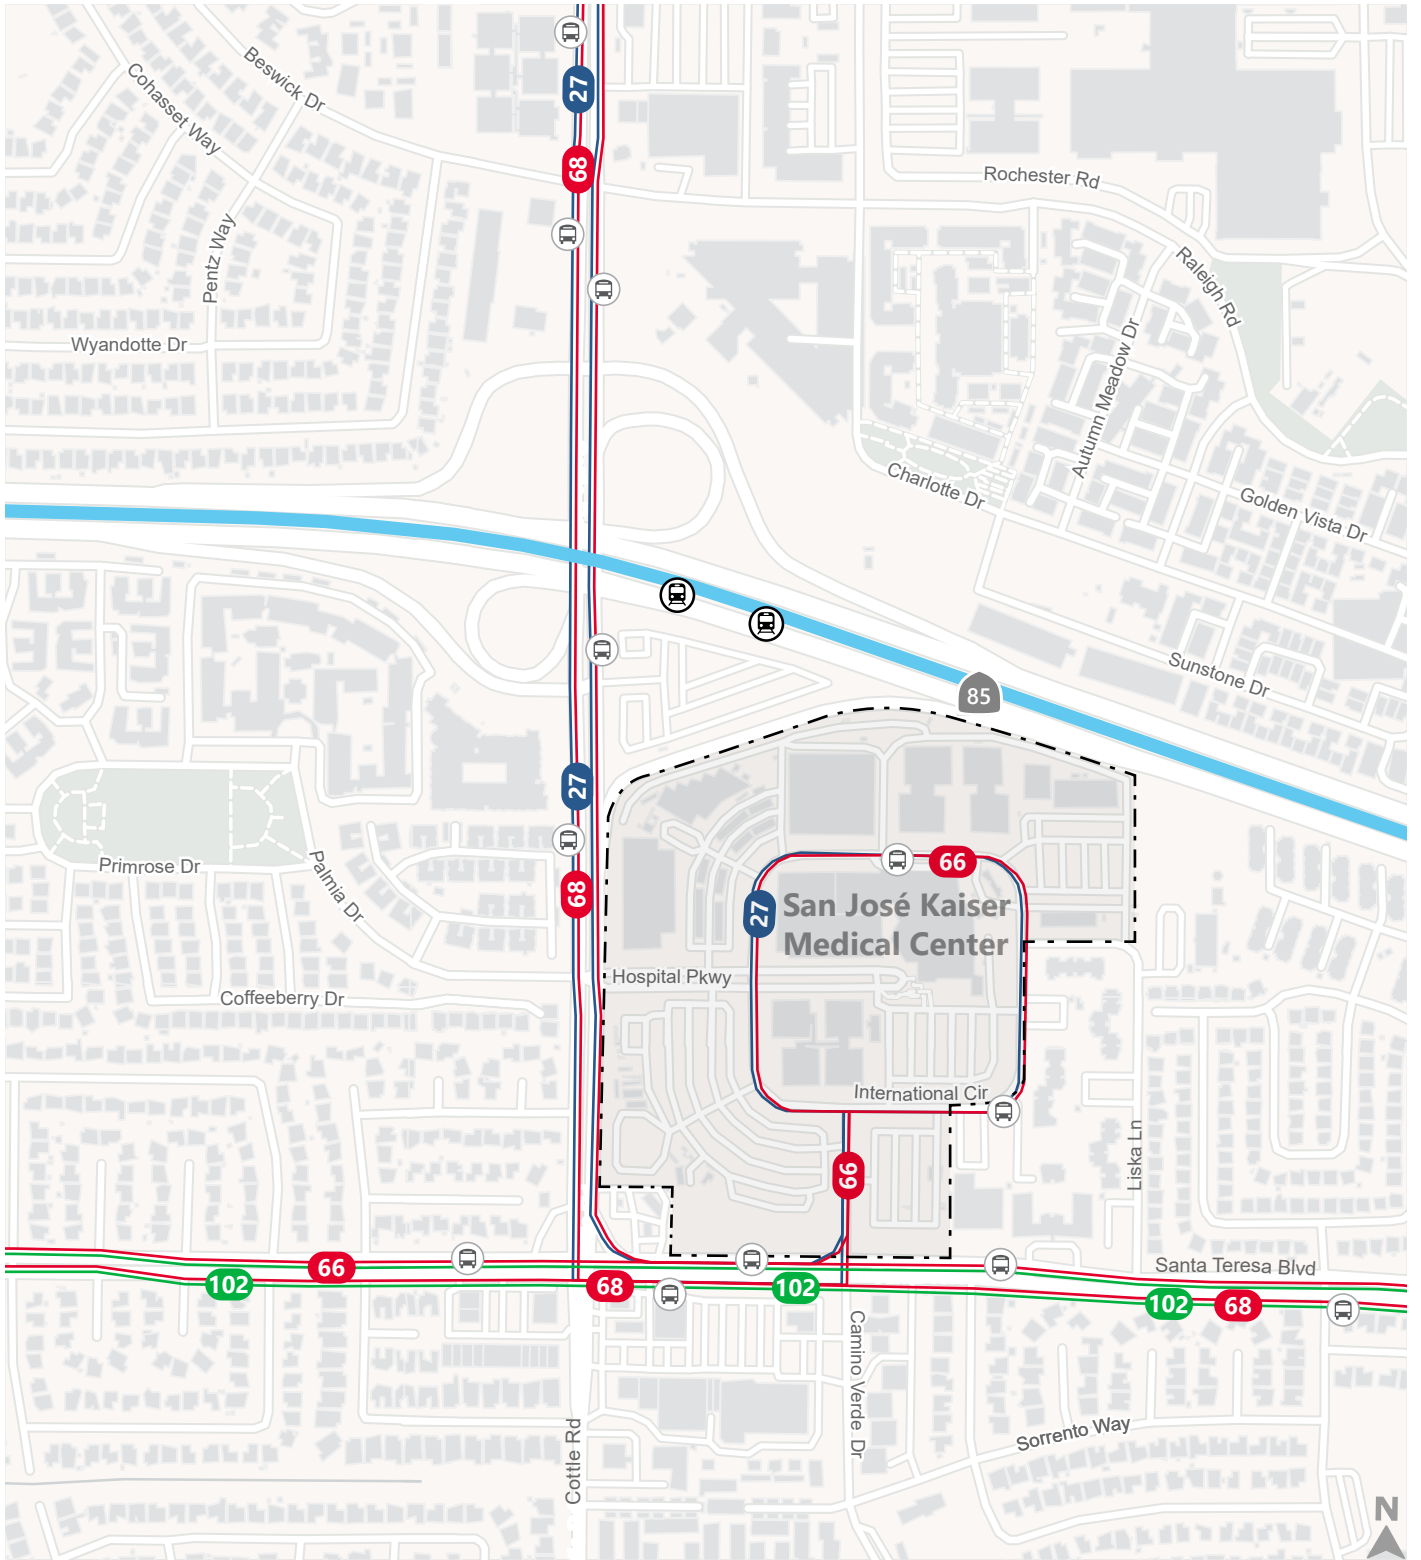 27
Beswick Dr
Cohasset Way
68
Rochester Rd
Pentz Way
Raleigh Rd
Wyandotte Dr
Autumn Meadow Dr
Charlotte Dr
Golden Vista Dr
Sunstone Dr
85
27
Primrose Dr
Palmia Dr
68
66
27
San José Kaiser
Medical Center
Hospital Pkwy
Coffeeberry Dr
International Cir
Liska Ln
66
66
102
68
102
Santa Teresa Blvd
102
68
Camino Verde Dr
Cottle Rd
Sorrento Way
N